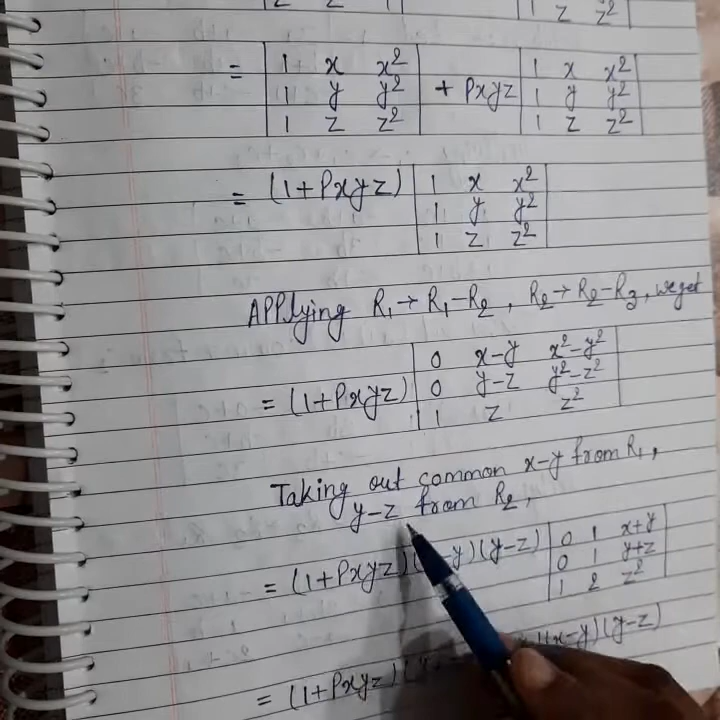 1 z z²
= | 1 x x² | + Pxyz | 1 x x² |
| 1 y y² | | 1 y y² |
| 1 z z² | | 1 z z² |
= (1+Pxyz) | 1 x x² |
| 1 y y² |
| 1 z z² |
Applying R₁→R₁-R₂, R₂→R₂-R₃, we get
= (1+Pxyz) | 0 x-y x²-y² |
| 0 y-z y²-z² |
| 1 z z² |
Taking out common x-y from R₁,
y-z from R₂,
= (1+Pxyz)( -y)(y-z) | 0 1 x+y |
| 0 1 y+z |
| 1 2 z² |
= (1+Pxyz)( (x-y)(y-z)